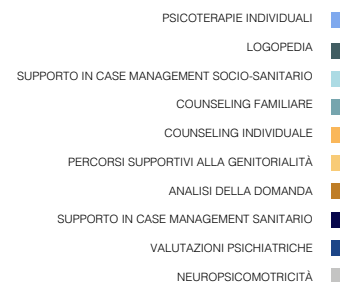 PSICOTERAPIE INDIVIDUALI
LOGOPEDIA
SUPPORTO IN CASE MANAGEMENT SOCIO-SANITARIO
COUNSELING FAMILIARE
COUNSELING INDIVIDUALE
PERCORSI SUPPORTIVI ALLA GENITORIALITÀ
ANALISI DELLA DOMANDA
SUPPORTO IN CASE MANAGEMENT SANITARIO
VALUTAZIONI PSICHIATRICHE
NEUROPSICOMOTRICITÀ